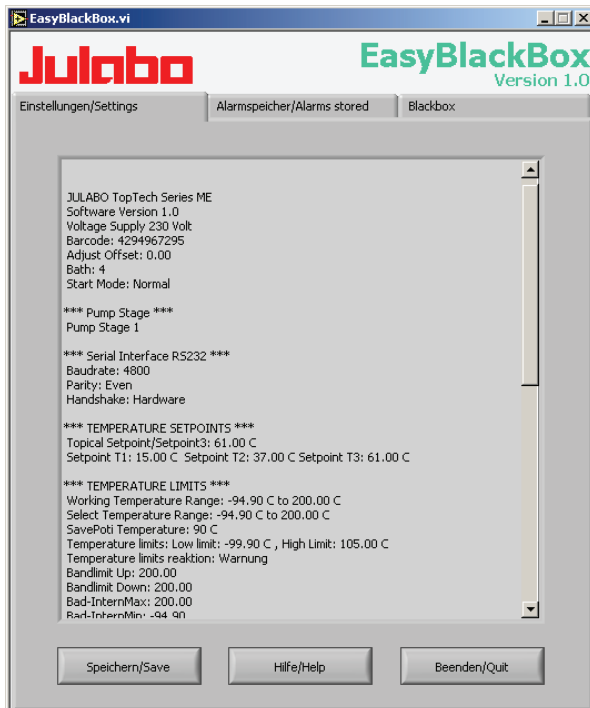 EasyBlackBox.vi
Julabo
EasyBlackBox
Version 1.0
Einstellungen/Settings
Alarmspeicher/Alarms stored
Blackbox
JULABO TopTech Series ME
Software Version 1.0
Voltage Supply 230 Volt
Barcode: 4294967295
Adjust Offset: 0.00
Bath: 4
Start Mode: Normal
*** Pump Stage ***
Pump Stage 1
*** Serial Interface RS232 ***
Baudrate: 4800
Parity: Even
Handshake: Hardware
*** TEMPERATURE SETPOINTS ***
Topical Setpoint/Setpoint3: 61.00 C
Setpoint T1: 15.00 C Setpoint T2: 37.00 C Setpoint T3: 61.00 C
*** TEMPERATURE LIMITS ***
Working Temperature Range: -94.90 C to 200.00 C
Select Temperature Range: -94.90 C to 200.00 C
SavePoti Temperature: 90 C
Temperature limits: Low limit: -99.90 C , High Limit: 105.00 C
Temperature limits reaktion: Warnung
Bandlimit Up: 200.00
Bandlimit Down: 200.00
Bad-InternMax: 200.00
Bad-InternMin: -94.90
Speichern/Save
Hilfe/Help
Beenden/Quit